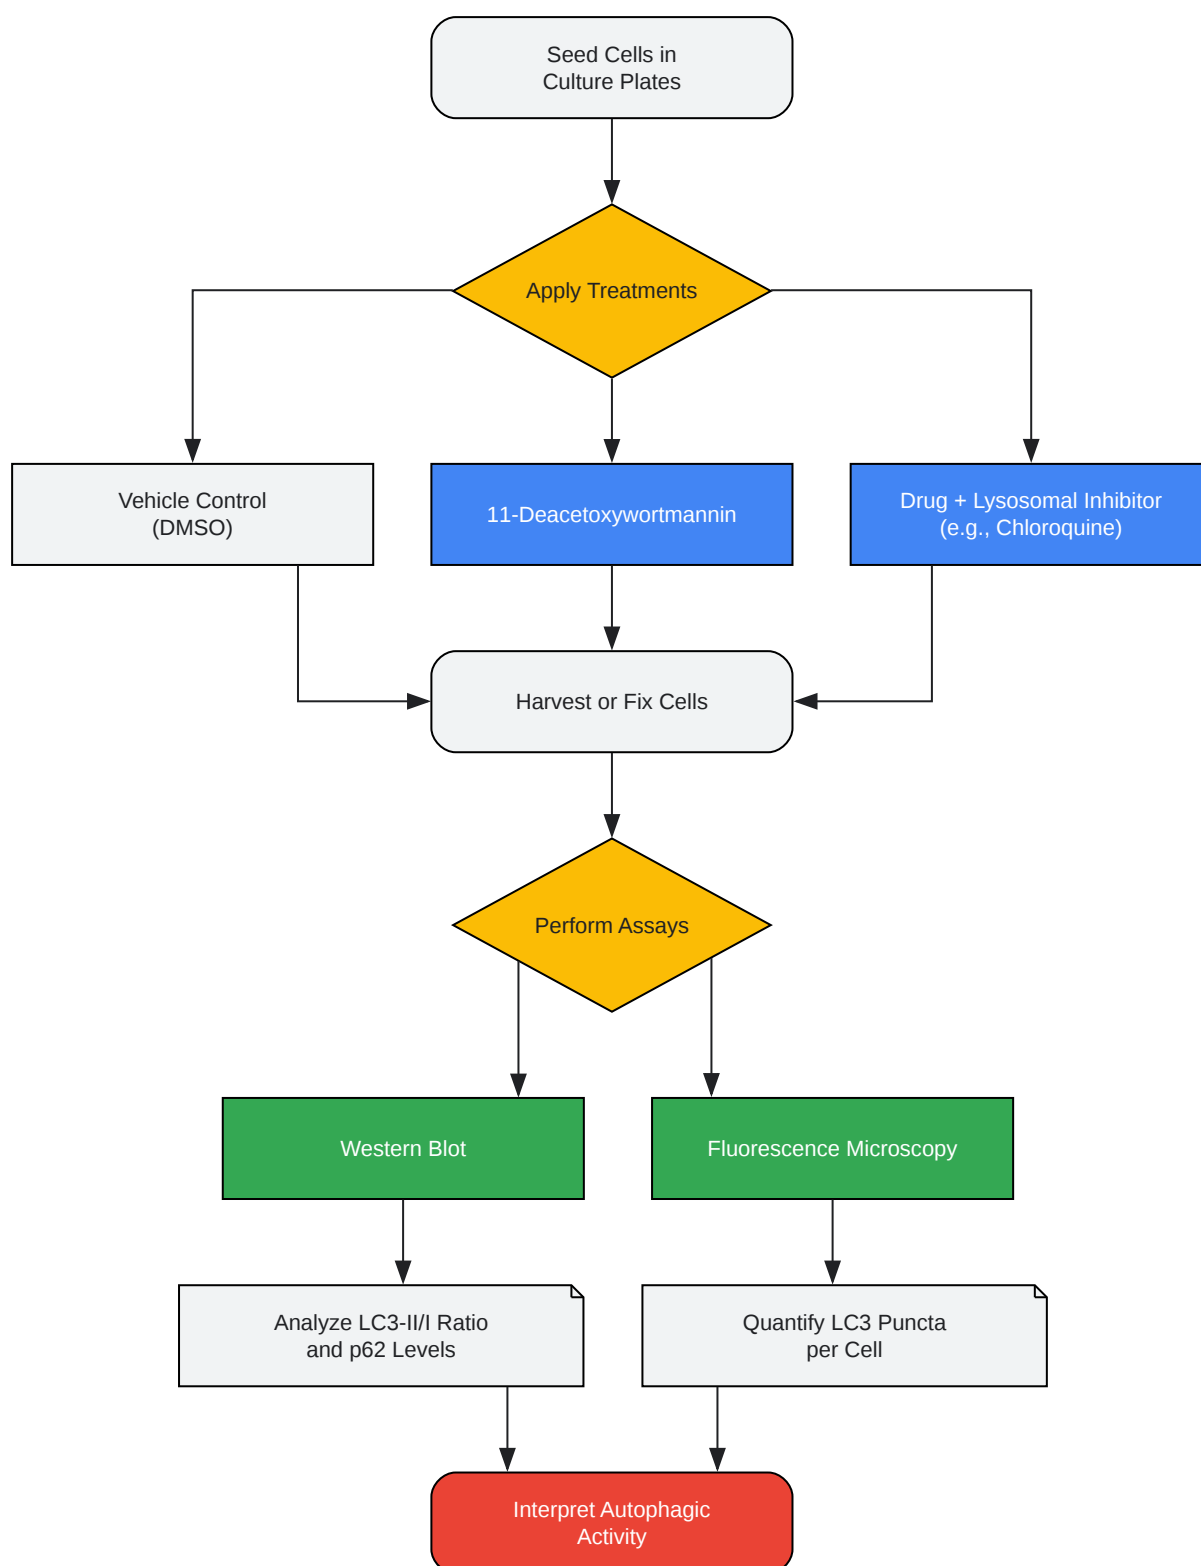 Seed Cells in
Culture Plates
Apply Treatments
Vehicle Control
(DMSO)
11-Deacetoxywortmannin
Drug + Lysosomal Inhibitor
(e.g., Chloroquine)
Harvest or Fix Cells
Perform Assays
Western Blot
Fluorescence Microscopy
Analyze LC3-II/I Ratio
and p62 Levels
Quantify LC3 Puncta
per Cell
Interpret Autophagic
Activity